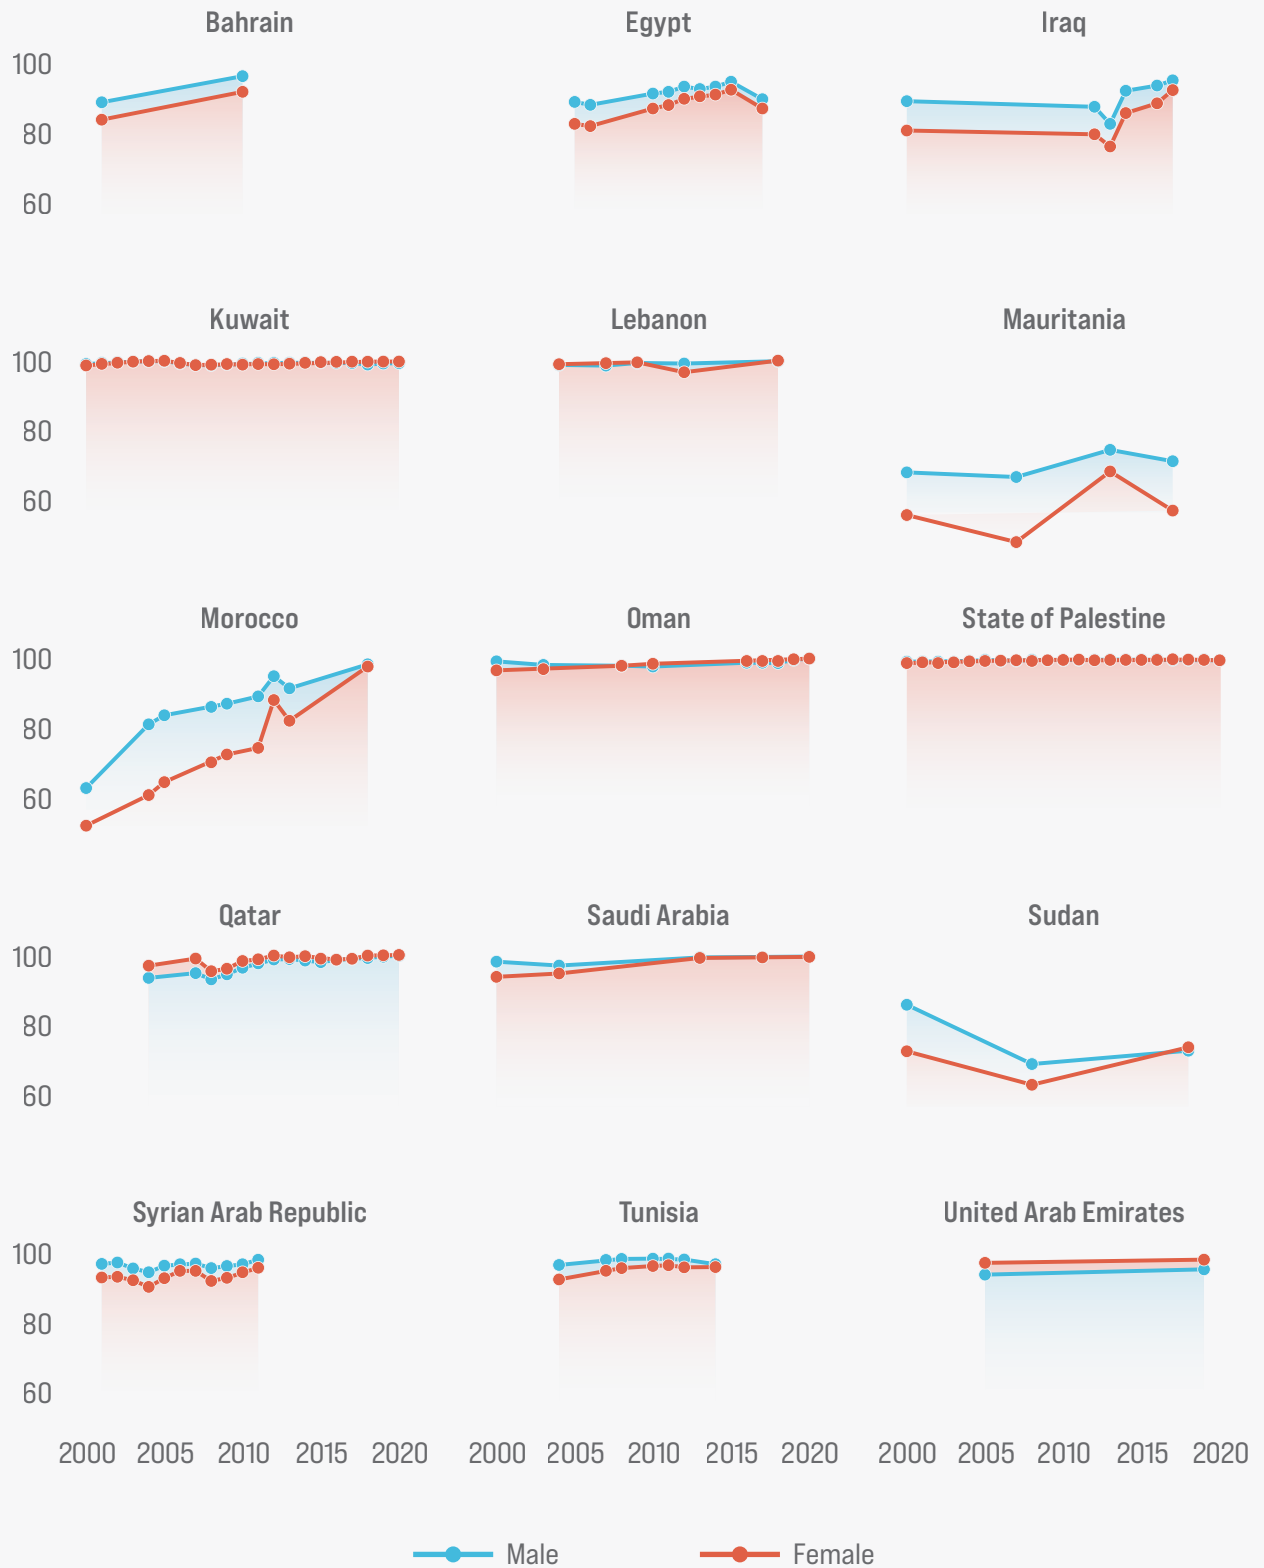 Bahrain Egypt Iraq
100
80
60
Kuwait Lebanon Mauritania
100
80
60
Morocco Oman State of Palestine
100
80
60
Qatar Saudi Arabia Sudan
100
80
60
Syrian Arab Republic Tunisia United Arab Emirates
100
80
60
2000 2005 2010 2015 2020 2000 2005 2010 2015 2020 2000 2005 2010 2015 2020
Male Female